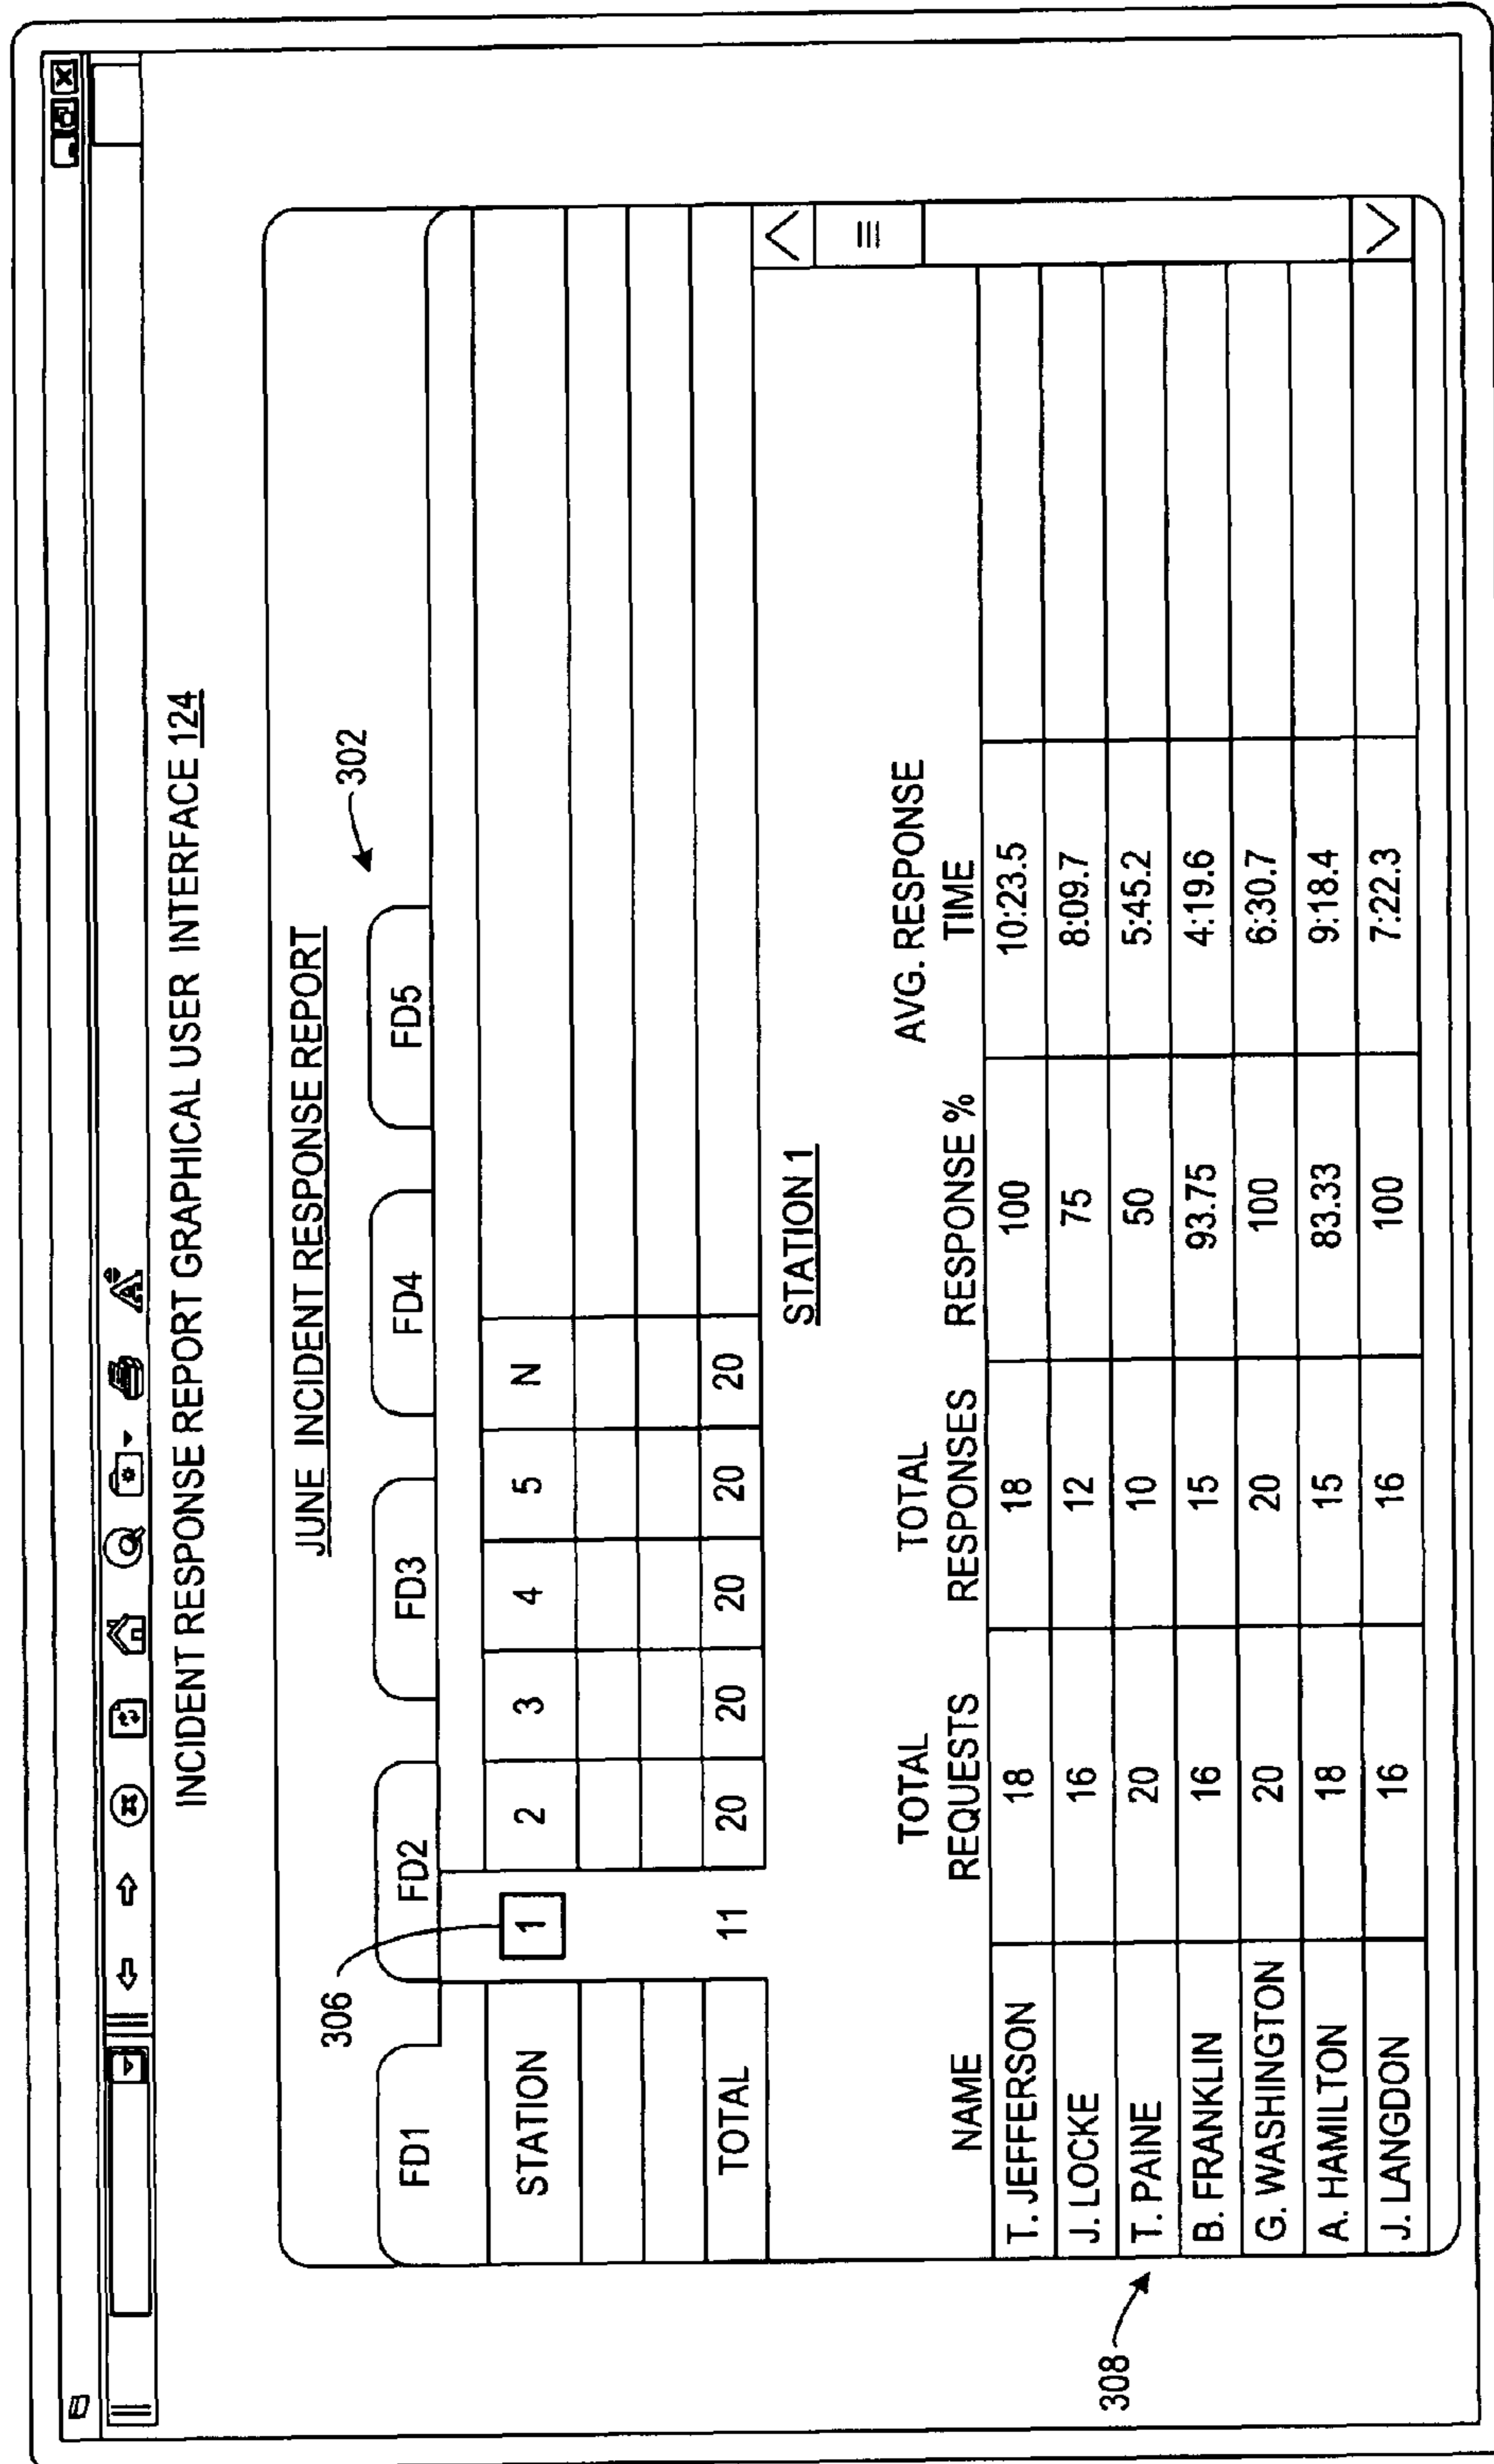 INCIDENT RESPONSE REPORT GRAPHICAL USER INTERFACE 124
JUNE INCIDENT RESPONSE REPORT
302
306
FD1 FD2 FD3 FD4 FD5
STATION 1 2 3 4 5 N
TOTAL 11 20 20 20 20 20
STATION 1
TOTAL TOTAL AVG. RESPONSE
NAME REQUESTS RESPONSES RESPONSE % TIME
T. JEFFERSON 18 18 100 10:23.5
J. LOCKE 16 12 75 8:09.7
T. PAINE 20 10 50 5:45.2
B. FRANKLIN 16 15 93.75 4:19.6
G. WASHINGTON 20 20 100 6:30.7
A. HAMILTON 18 15 83.33 9:18.4
J. LANGDON 16 16 100 7:22.3
308